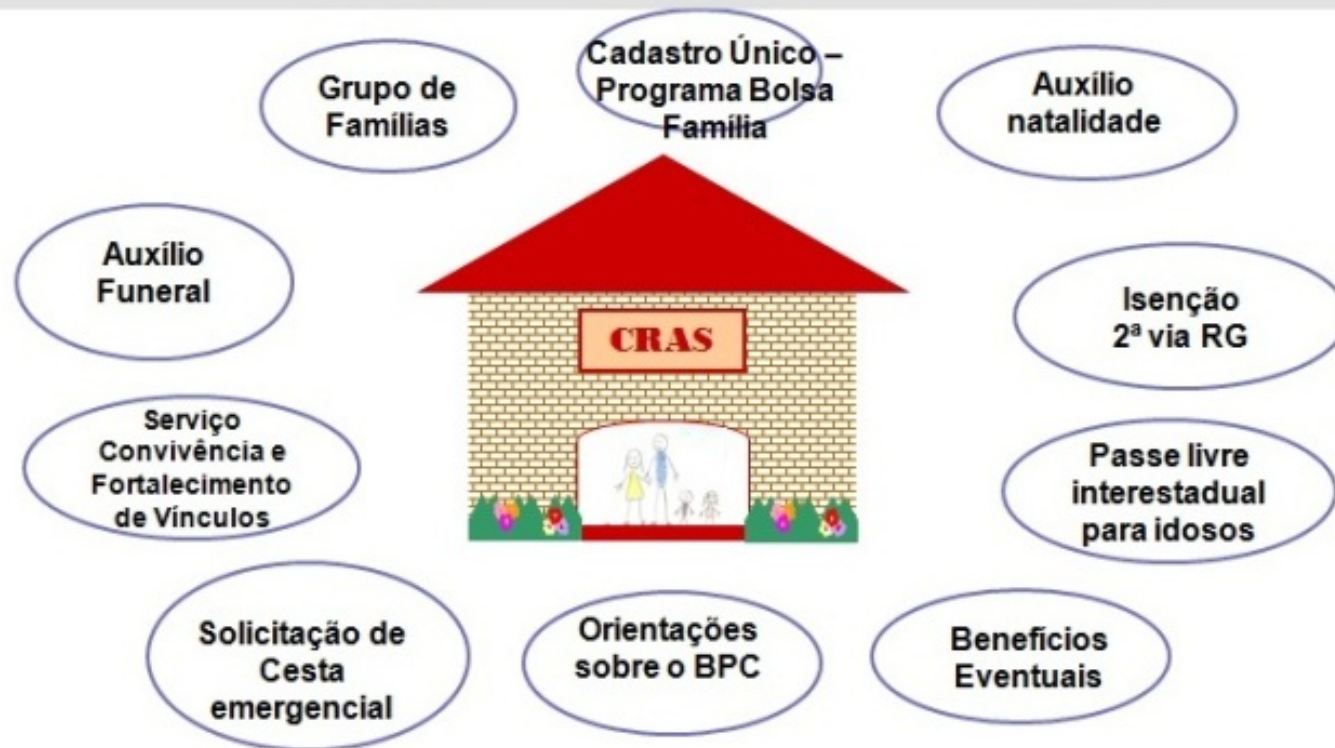 Grupo de
Famílias
Cadastro Único –
Programa Bolsa
Família
Auxílio
natalidade
Auxílio
Funeral
CRAS
Isenção
2ª via RG
Serviço
Convivência e
Fortalecimento
de Vínculos
Passe livre
interestadual
para idosos
Solicitação de
Cesta
emergencial
Orientações
sobre o BPC
Benefícios
Eventuais